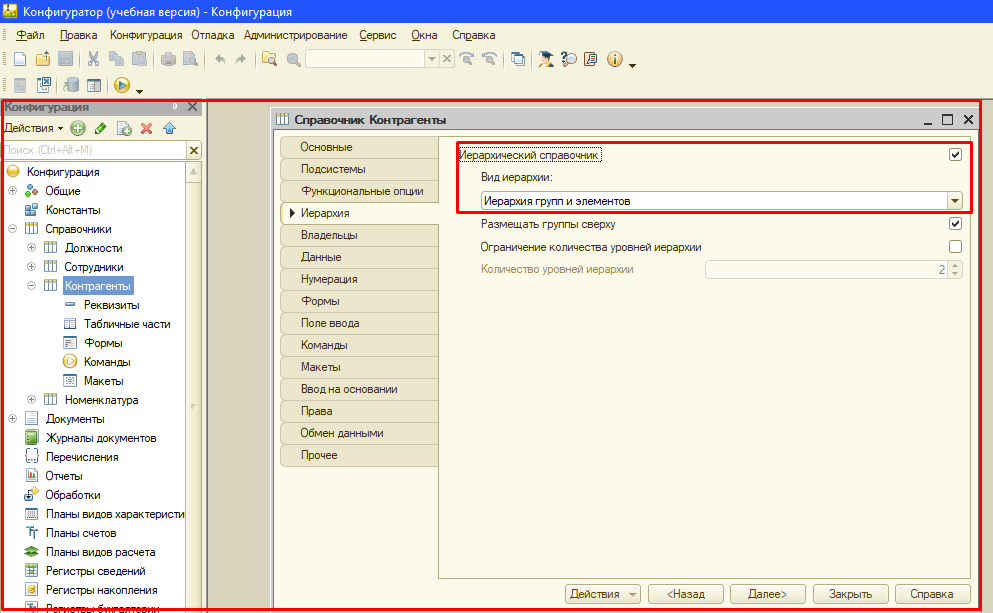 Конфигуратор (учебная версия) - Конфигурация
Файл Правка Конфигурация Отладка Администрирование Сервис Окна Справка
Конфигурация
Действия
Поиск (Ctrl+Alt+M)
Конфигурация
Общие
Константы
Справочники
Должности
Сотрудники
Контрагенты
Реквизиты
Табличные части
Формы
Команды
Макеты
Номенклатура
Документы
Журналы документов
Перечисления
Отчеты
Обработки
Планы видов характеристи
Планы счетов
Планы видов расчета
Регистры сведений
Регистры накопления
Регистры бухгалтерии
Справочник Контрагенты
Основные
Подсистемы
Функциональные опции
Иерархия
Владельцы
Данные
Нумерация
Формы
Поле ввода
Команды
Макеты
Ввод на основании
Права
Обмен данными
Прочее
Иерархический справочник
Вид иерархии:
Иерархия групп и элементов
Размещать группы сверху
Ограничение количества уровней иерархии
Количество уровней иерархии 2
Действия <Назад Далее> Закрыть Справка